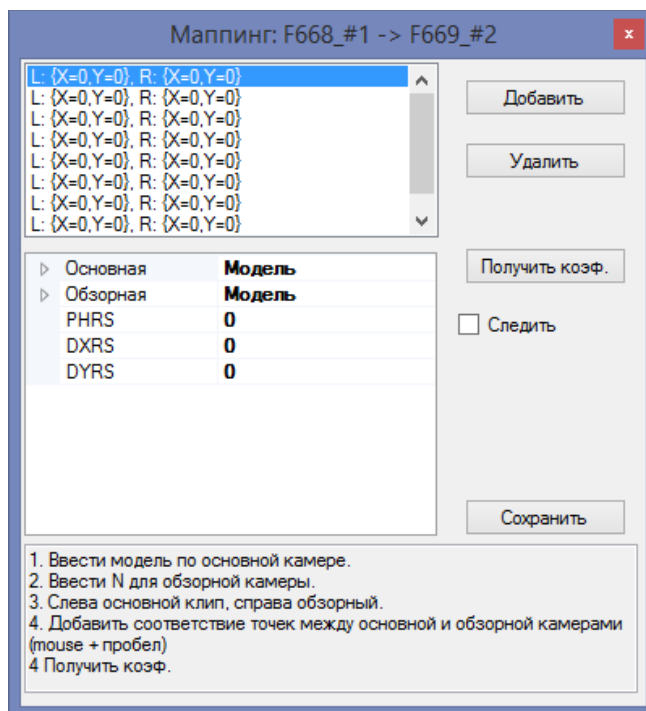 Маппинг: F668_#1 -> F669_#2
x
L: {X=0,Y=0}, R: {X=0,Y=0}
L: {X=0,Y=0}, R: {X=0,Y=0}
L: {X=0,Y=0}, R: {X=0,Y=0}
L: {X=0,Y=0}, R: {X=0,Y=0}
L: {X=0,Y=0}, R: {X=0,Y=0}
L: {X=0,Y=0}, R: {X=0,Y=0}
L: {X=0,Y=0}, R: {X=0,Y=0}
L: {X=0,Y=0}, R: {X=0,Y=0}
Добавить
Удалить
Основная Модель
Обзорная Модель
PHRS 0
DXRS 0
DYRS 0
Получить коэф.
Следить
Сохранить
1. Ввести модель по основной камере.
2. Ввести N для обзорной камеры.
3. Слева основной клип, справа обзорный.
4. Добавить соответствие точек между основной и обзорной камерами
(mouse + пробел)
4 Получить коэф.